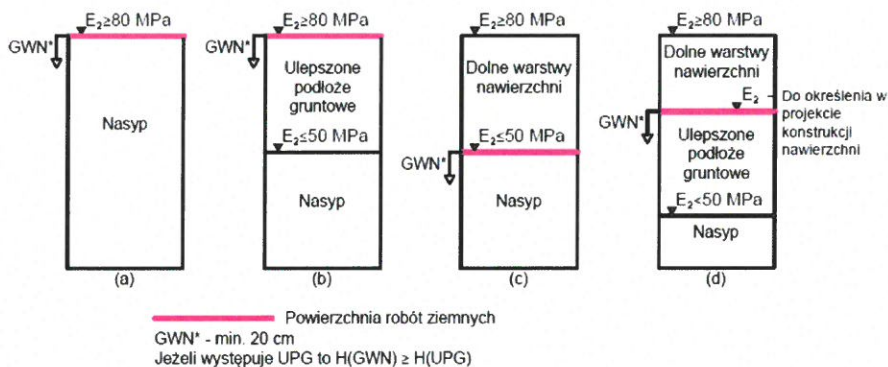 E₂≥80 MPa
GWN*
Nasyp
(a)
E₂≥80 MPa
GWN*
Ulepszone
podłoże
gruntowe
E₂≤50 MPa
Nasyp
(b)
E₂≥80 MPa
Dolne warstwy
nawierzchni
E₂≤50 MPa
GWN*
Nasyp
(c)
E₂≥80 MPa
Dolne warstwy
nawierzchni
E₂ Do określenia w
projekcie
konstrukcji
nawierzchni
GWN*
Ulepszone
podłoże
gruntowe
E₂<50 MPa
Nasyp
(d)
Powierzchnia robót ziemnych
GWN* - min. 20 cm
Jeżeli występuje UPG to H(GWN) ≥ H(UPG)